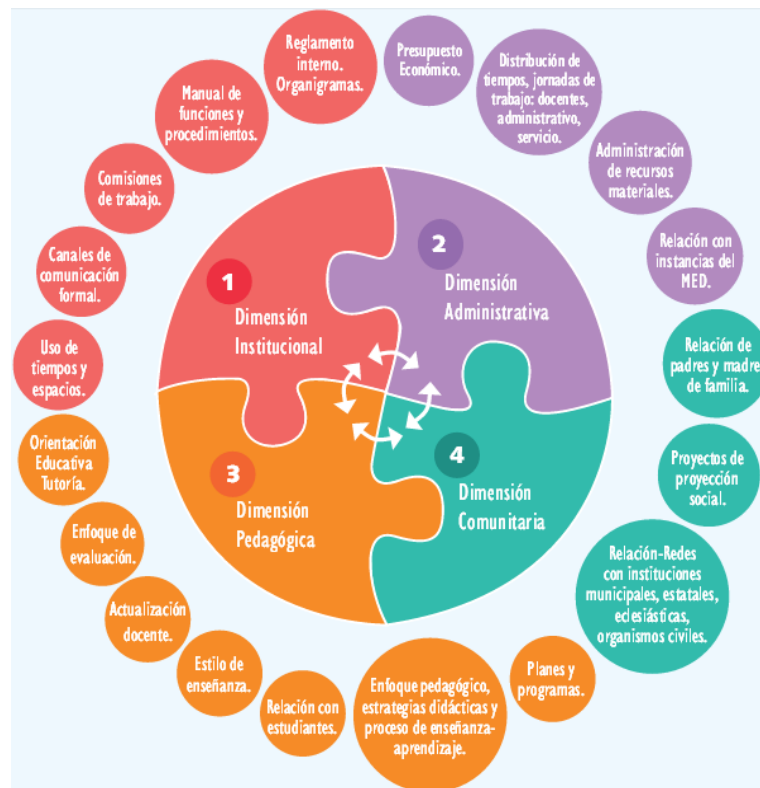 Reglamento
interno.
Organigramas.
Presupuesto
Económico.
Distribución de
tiempos, jornadas de
trabajo: docentes,
administrativo,
servicio.
Manual de
funciones y
procedimientos.
Administración
de recursos
materiales.
Comisiones
de trabajo.
Relación con
instancias del
MED.
Canales de
comunicación
formal.
Uso de
tiempos y
espacios.
Relación de
padres y madre
de familia.
1
Dimensión
Institucional
2
Dimensión
Administrativa
3
Dimensión
Pedagógica
4
Dimensión
Comunitaria
Orientación
Educativa
Tutoría.
Proyectos de
proyección
social.
Enfoque de
evaluación.
Relación-Redes
con instituciones
municipales, estatales,
eclesiásticas,
organismos civiles.
Actualización
docente.
Estilo de
enseñanza.
Relación con
estudiantes.
Enfoque pedagógico,
estrategias didácticas y
proceso de enseñanza-
aprendizaje.
Planes y
programas.